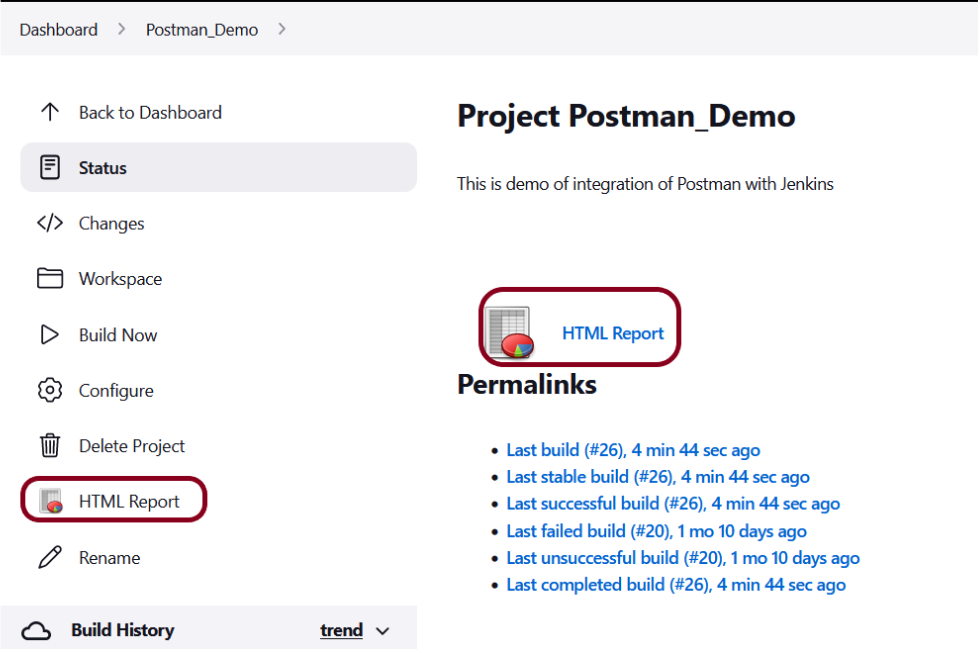 Dashboard > Postman_Demo >
Back to Dashboard
Status
Changes
Workspace
Build Now
Configure
Delete Project
HTML Report
Rename
Build History trend
Project Postman_Demo
This is demo of integration of Postman with Jenkins
HTML Report
Permalinks
Last build (#26), 4 min 44 sec ago
Last stable build (#26), 4 min 44 sec ago
Last successful build (#26), 4 min 44 sec ago
Last failed build (#20), 1 mo 10 days ago
Last unsuccessful build (#20), 1 mo 10 days ago
Last completed build (#26), 4 min 44 sec ago